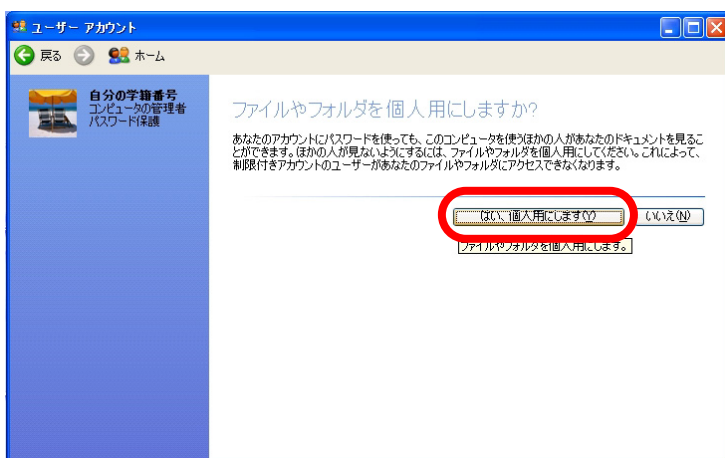 ユーザー アカウント
戻る ホーム
自分の学籍番号
コンピュータの管理者
パスワード保護
ファイルやフォルダを個人用にしますか?
あなたのアカウントにパスワードを使っても、このコンピュータを使うほかの人があなたのドキュメントを見るこ
とができます。ほかの人が見ないようにするには、ファイルやフォルダを個人用にしてください。これによって、
制限付きアカウントのユーザーがあなたのファイルやフォルダにアクセスできなくなります。
はい、個人用にします(Y) いいえ(N)
ファイルやフォルダを個人用にします。